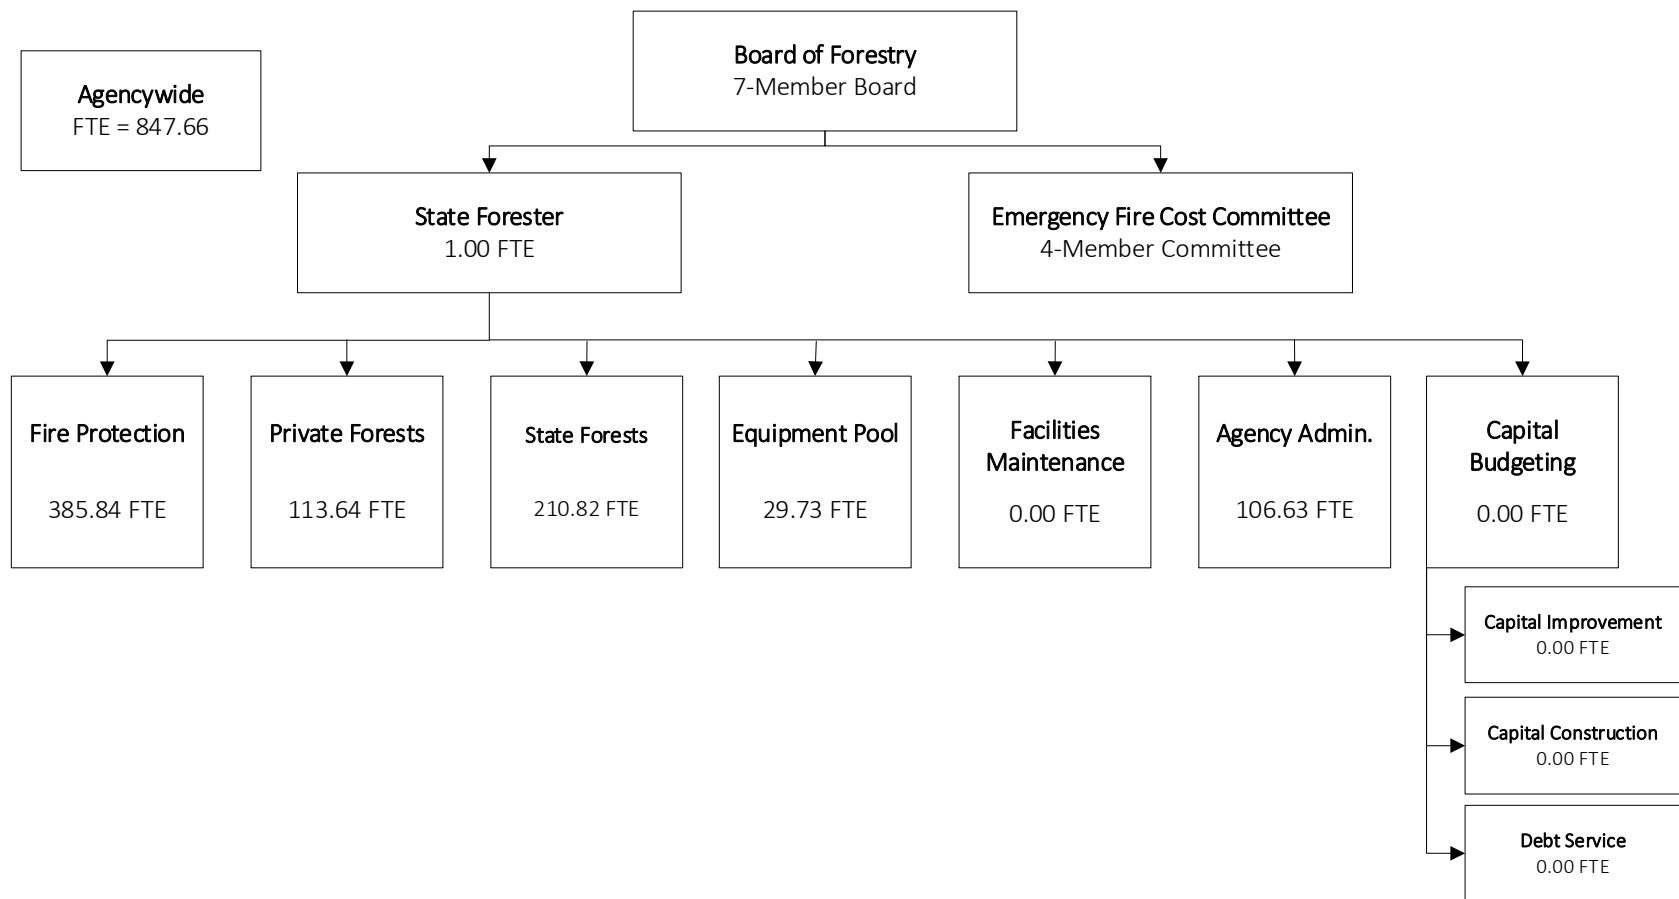 Board of Forestry
7-Member Board
Agencywide
FTE = 847.66
State Forester
1.00 FTE
Emergency Fire Cost Committee
4-Member Committee
Fire Protection
385.84 FTE
Private Forests
113.64 FTE
State Forests
210.82 FTE
Equipment Pool
29.73 FTE
Facilities
Maintenance
0.00 FTE
Agency Admin.
106.63 FTE
Capital
Budgeting
0.00 FTE
Capital Improvement
0.00 FTE
Capital Construction
0.00 FTE
Debt Service
0.00 FTE